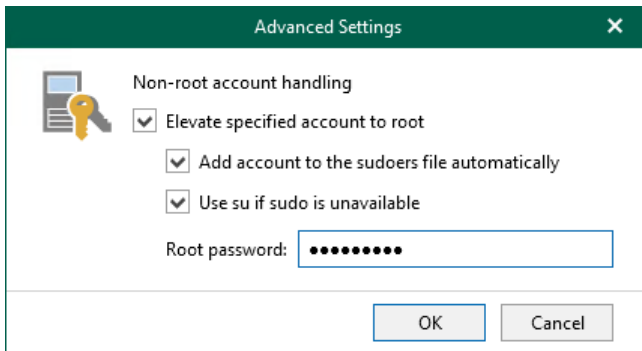 Advanced Settings
Non-root account handling
Elevate specified account to root
Add account to the sudoers file automatically
Use su if sudo is unavailable
Root password: ●●●●●●●●●
OK Cancel